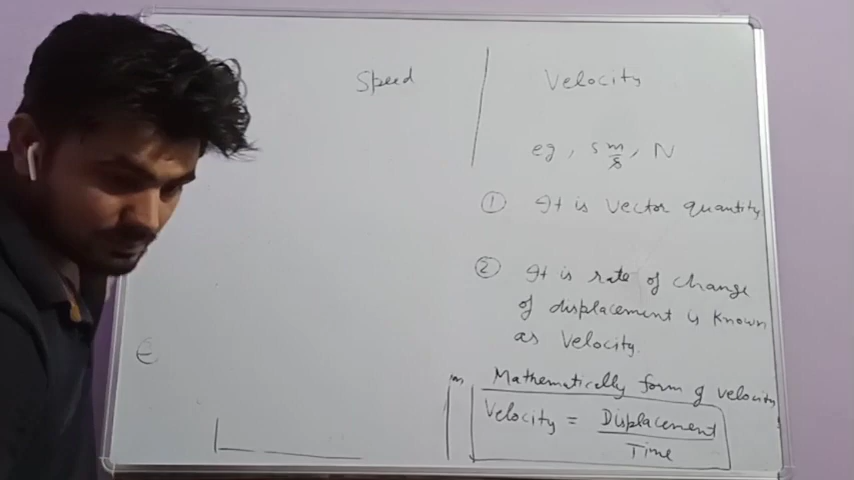 Speed
Velocity
eg, 5 m/s, N
① It is vector quantity
② It is rate of change
of displacement is known
as velocity.
Mathematically form of velocity
Velocity = Displacement / Time